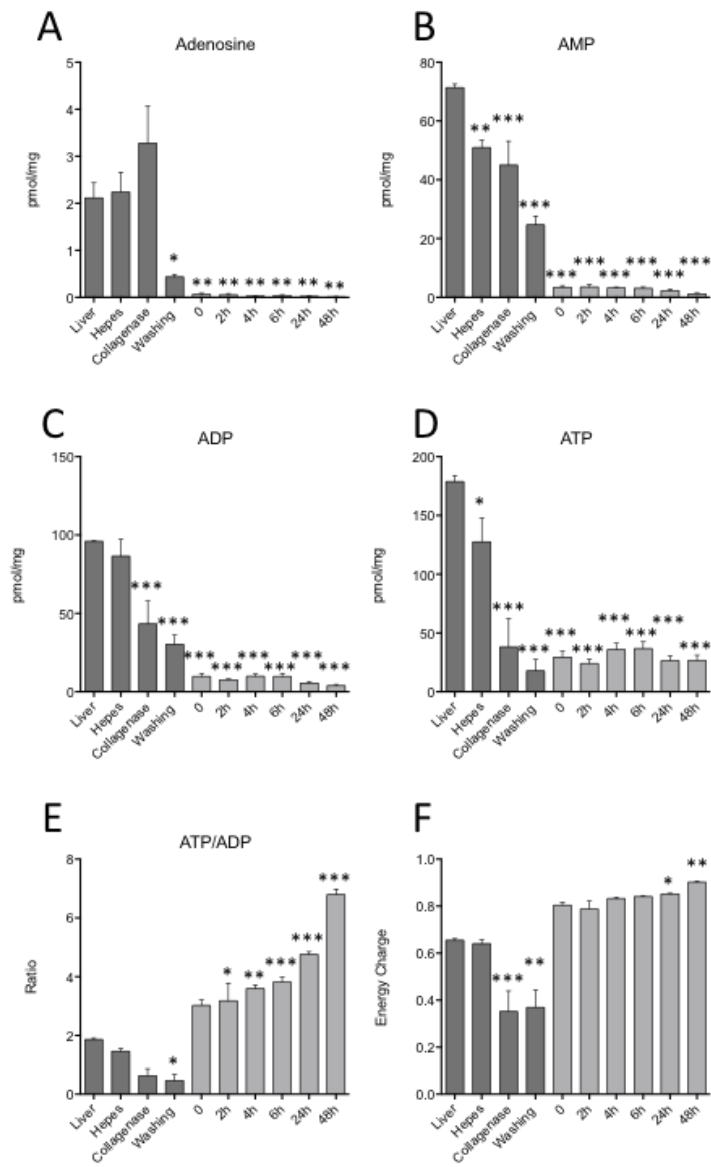 A
Adenosine
pmol/mg
5
4
3
2
1
0
* ** ** ** ** ** **
Liver Hepes Collagenase Washing 0 2h 4h 6h 24h 48h
B
AMP
pmol/mg
80
60
40
20
0
** *** *** *** *** *** *** *** ***
Liver Hepes Collagenase Washing 0 2h 4h 6h 24h 48h
C
ADP
pmol/mg
150
100
50
0
*** *** *** *** *** *** *** ***
Liver Hepes Collagenase Washing 0 2h 4h 6h 24h 48h
D
ATP
pmol/mg
200
150
100
50
0
* *** *** *** *** *** *** *** ***
Liver Hepes Collagenase Washing 0 2h 4h 6h 24h 48h
E
ATP/ADP
Ratio
8
6
4
2
0
* * ** *** *** ***
Liver Hepes Collagenase Washing 0 2h 4h 6h 24h 48h
F
Energy Charge
1.0
0.8
0.6
0.4
0.2
0.0
*** ** * **
Liver Hepes Collagenase Washing 0 2h 4h 6h 24h 48h